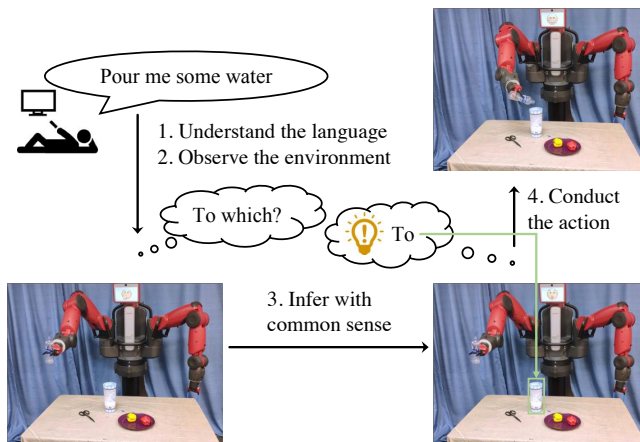 Pour me some water
1. Understand the language
2. Observe the environment
To which?
To
4. Conduct
the action
3. Infer with
common sense